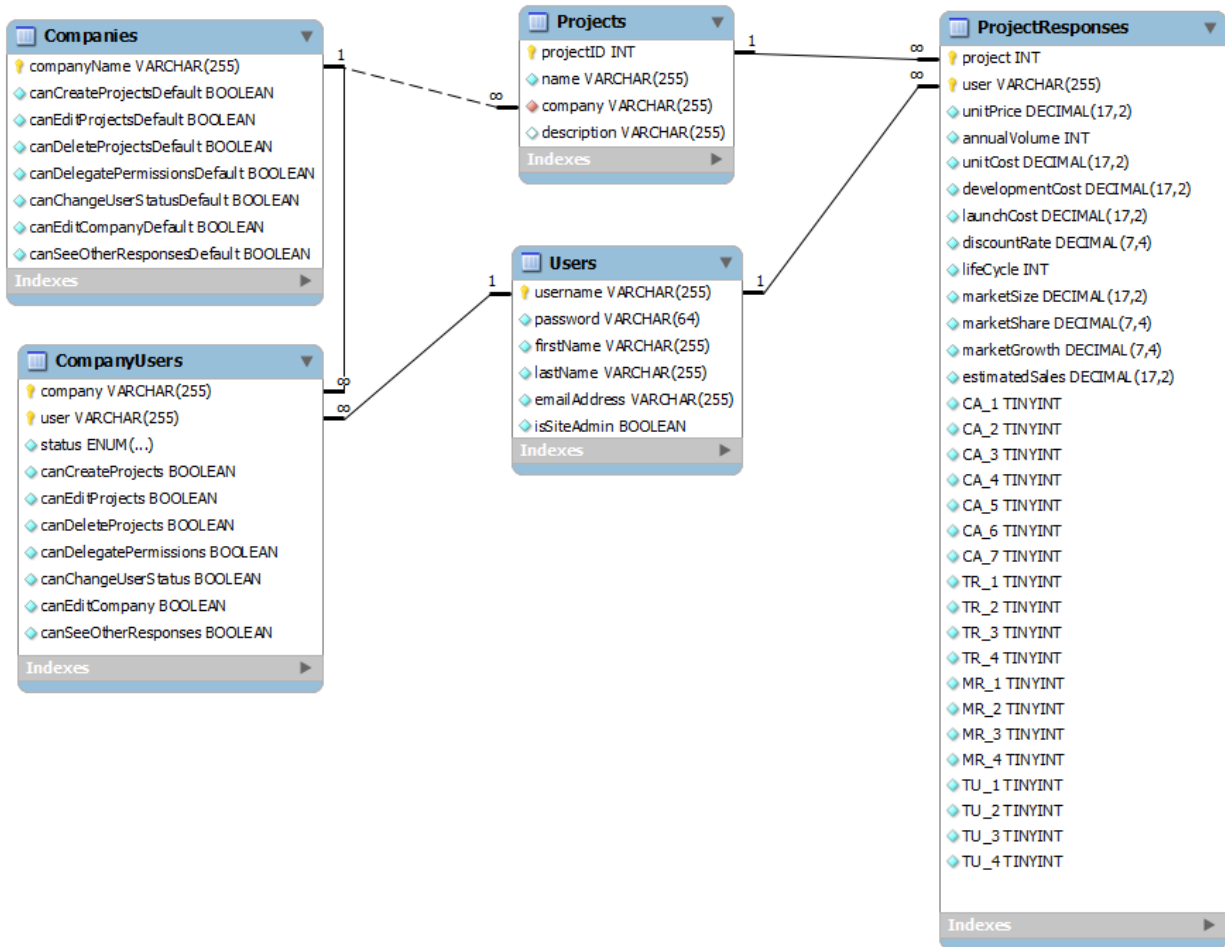 Companies
companyName VARCHAR(255)
canCreateProjectsDefault BOOLEAN
canEditProjectsDefault BOOLEAN
canDeleteProjectsDefault BOOLEAN
canDelegatePermissionsDefault BOOLEAN
canChangeUserStatusDefault BOOLEAN
canEditCompanyDefault BOOLEAN
canSeeOtherResponsesDefault BOOLEAN
Indexes
1
∞
Projects
projectID INT
name VARCHAR(255)
company VARCHAR(255)
description VARCHAR(255)
Indexes
1
∞
∞
ProjectResponses
project INT
user VARCHAR(255)
unitPrice DECIMAL(17,2)
annualVolume INT
unitCost DECIMAL(17,2)
developmentCost DECIMAL(17,2)
launchCost DECIMAL(17,2)
discountRate DECIMAL(7,4)
lifeCycle INT
marketSize DECIMAL(17,2)
marketShare DECIMAL(7,4)
marketGrowth DECIMAL(7,4)
estimatedSales DECIMAL(17,2)
CA_1 TINYINT
CA_2 TINYINT
CA_3 TINYINT
CA_4 TINYINT
CA_5 TINYINT
CA_6 TINYINT
CA_7 TINYINT
TR_1 TINYINT
TR_2 TINYINT
TR_3 TINYINT
TR_4 TINYINT
MR_1 TINYINT
MR_2 TINYINT
MR_3 TINYINT
MR_4 TINYINT
TU_1 TINYINT
TU_2 TINYINT
TU_3 TINYINT
TU_4 TINYINT
Indexes
Users
username VARCHAR(255)
password VARCHAR(64)
firstName VARCHAR(255)
lastName VARCHAR(255)
emailAddress VARCHAR(255)
isSiteAdmin BOOLEAN
Indexes
1
1
CompanyUsers
company VARCHAR(255)
user VARCHAR(255)
status ENUM(...)
canCreateProjects BOOLEAN
canEditProjects BOOLEAN
canDeleteProjects BOOLEAN
canDelegatePermissions BOOLEAN
canChangeUserStatus BOOLEAN
canEditCompany BOOLEAN
canSeeOtherResponses BOOLEAN
Indexes
∞
∞